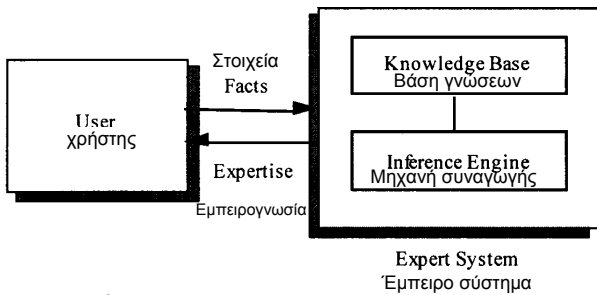 User
χρήστης
Στοιχεία
Facts
Expertise
Εμπειρογνωσία
Knowledge Base
Βάση γνώσεων
Inference Engine
Μηχανή συναγωγής
Expert System
Έμπειρο σύστημα